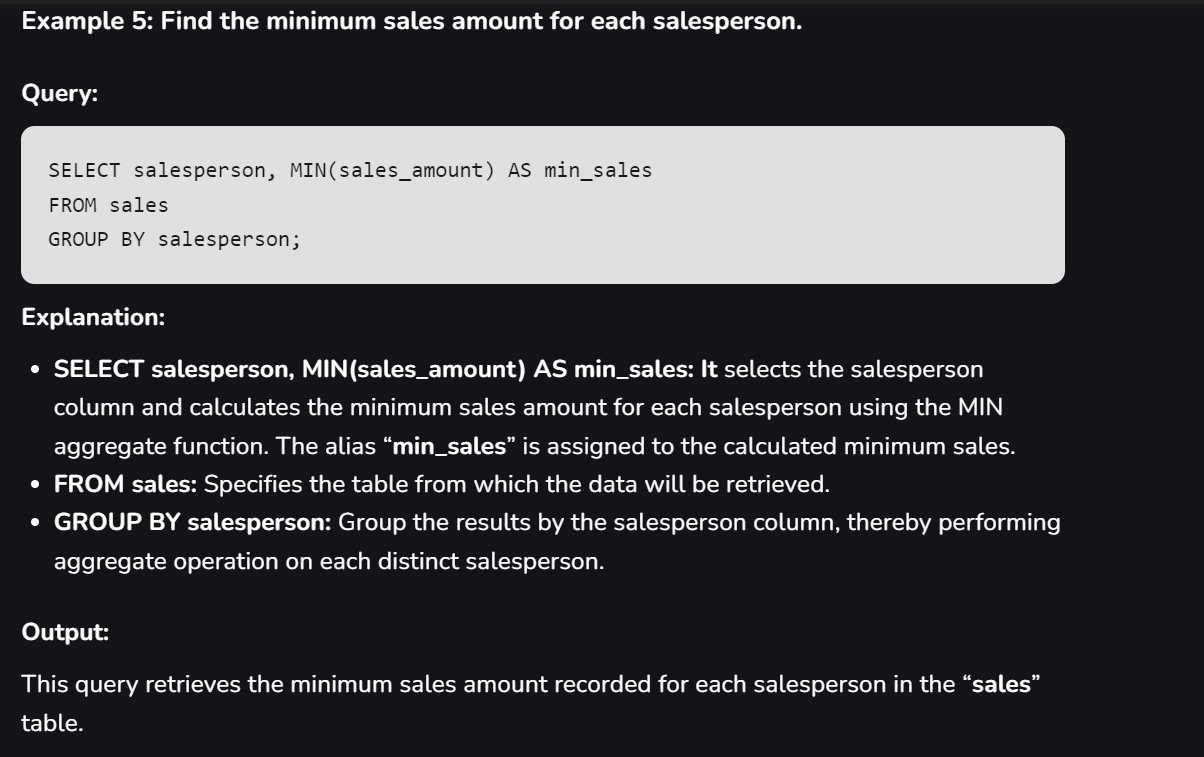 Example 5: Find the minimum sales amount for each salesperson.
Query:
SELECT salesperson, MIN(sales_amount) AS min_sales
FROM sales
GROUP BY salesperson;
Explanation:
• SELECT salesperson, MIN(sales_amount) AS min_sales: It selects the salesperson
column and calculates the minimum sales amount for each salesperson using the MIN
aggregate function. The alias “min_sales” is assigned to the calculated minimum sales.
• FROM sales: Specifies the table from which the data will be retrieved.
• GROUP BY salesperson: Group the results by the salesperson column, thereby performing
aggregate operation on each distinct salesperson.
Output:
This query retrieves the minimum sales amount recorded for each salesperson in the “sales”
table.